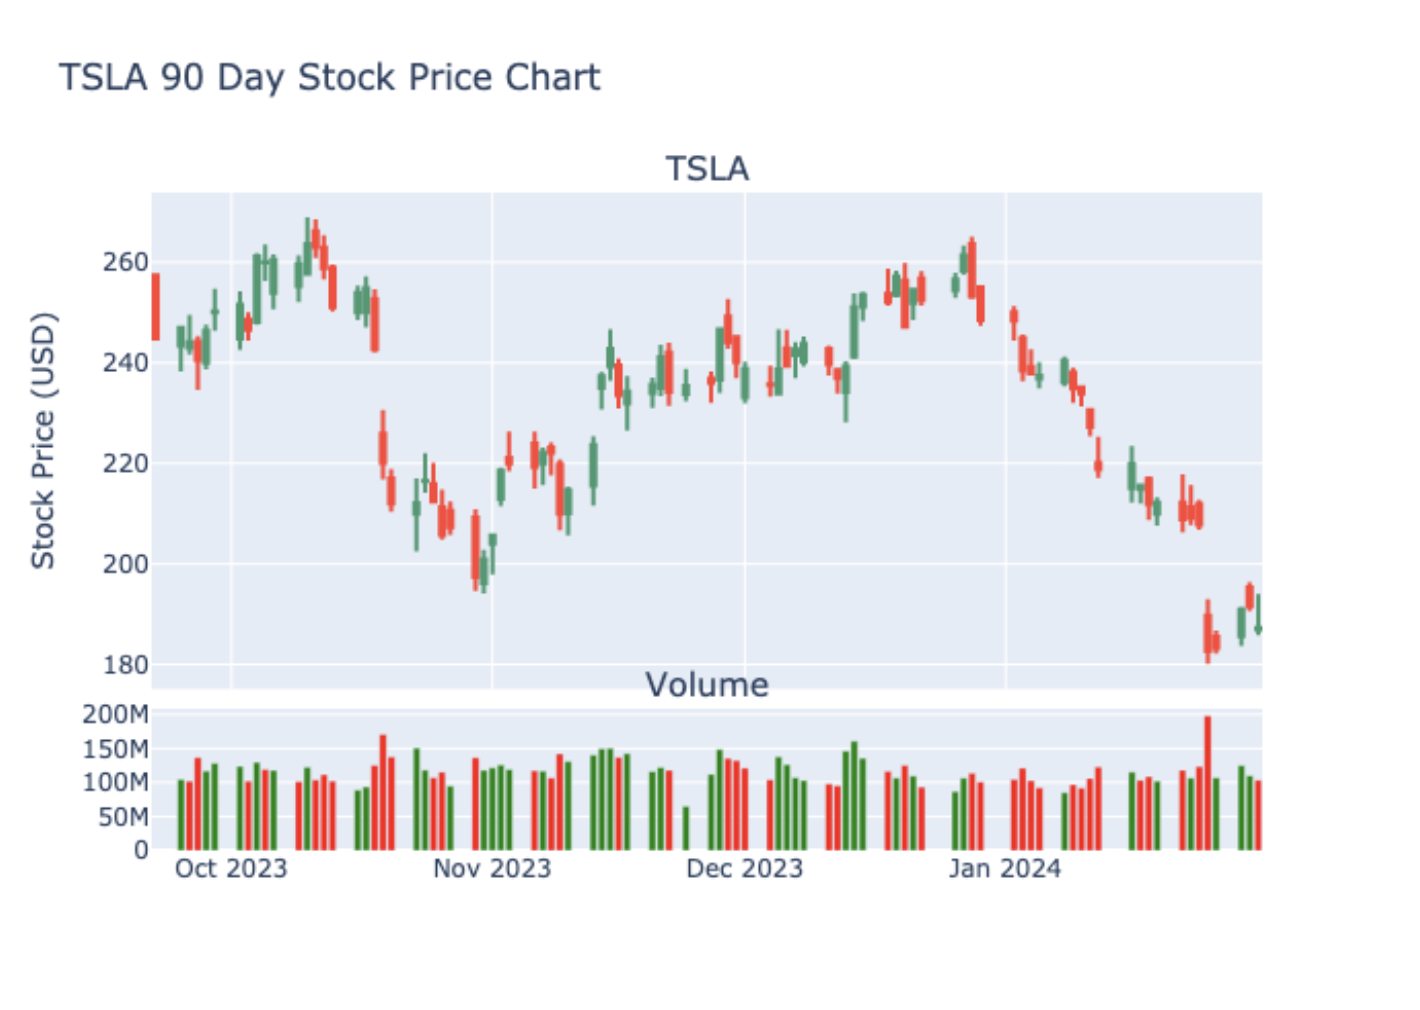 TSLA 90 Day Stock Price Chart
TSLA
Stock Price (USD)
260
240
220
200
180
Volume
200M
150M
100M
50M
0
Oct 2023 Nov 2023 Dec 2023 Jan 2024